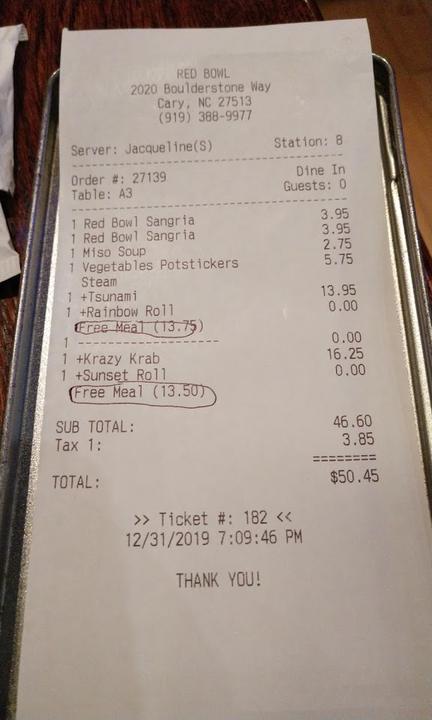 RED BOWL
2020 Boulderstone Way
Cary, NC 27513
(919) 388-9977
Server: Jacqueline(S) Station: 8
Order #: 27139 Dine In
Table: A3 Guests: 0
1 Red Bowl Sangria 3.95
1 Red Bowl Sangria 3.95
1 Miso Soup 2.75
1 Vegetables Potstickers 5.75
Steam
1 +Tsunami 13.95
1 +Rainbow Roll 0.00
Free Meal (13.75)
1 -------------------- 0.00
1 +Krazy Krab 16.25
1 +Sunset Roll 0.00
Free Meal (13.50)
SUB TOTAL: 46.60
Tax 1: 3.85
========
TOTAL: $50.45
>> Ticket #: 182 <<
12/31/2019 7:09:46 PM
THANK YOU!